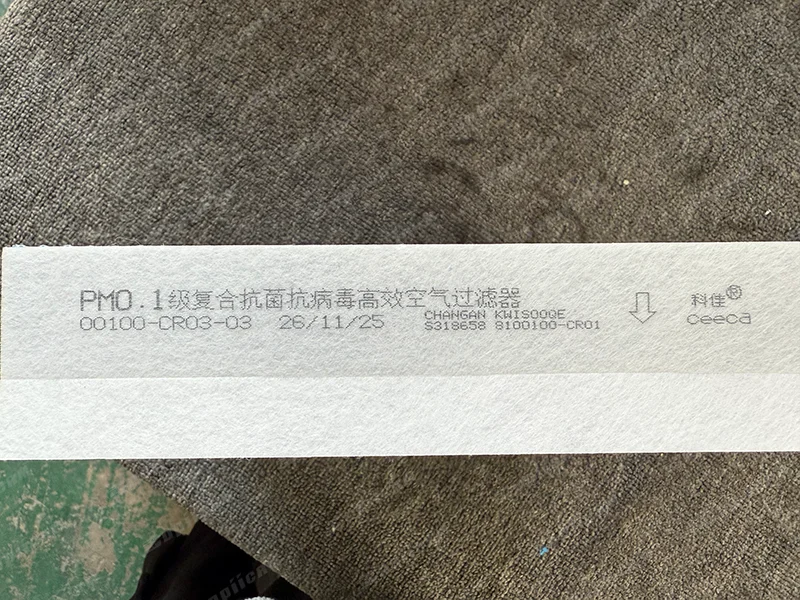 PM0.1级复合抗菌抗病毒高效空气过滤器
00100-CR03-03 26/11/25
CHANGAN KWIS00QE
S318658 8100100-CR01
科佳®
ceeca